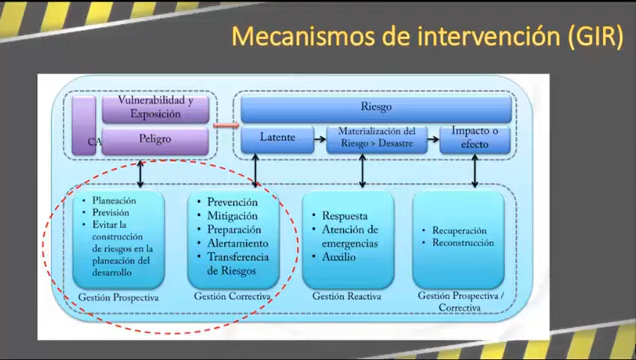 Mecanismos de intervención (GIR)
CA
Vulnerabilidad y
Exposición
Peligro
Riesgo
Latente
Materialización del
Riesgo > Desastre
Impacto o
efecto
• Planeación
• Previsión
• Evitar la
construcción
de riesgos en la
planeación del
desarrollo
Gestión Prospectiva
• Prevención
• Mitigación
• Preparación
• Alertamiento
• Transferencia
de Riesgos
Gestión Correctiva
• Respuesta
• Atención de
emergencias
• Auxilio
Gestión Reactiva
• Recuperación
• Reconstrucción
Gestión Prospectiva /
Correctiva